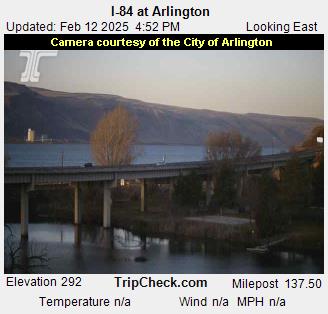 I-84 at Arlington
Updated: Feb 12 2025 4:52 PM Looking East
Camera courtesy of the City of Arlington
Elevation 292 TripCheck.com Milepost 137.50
Temperature n/a Wind n/a MPH n/a